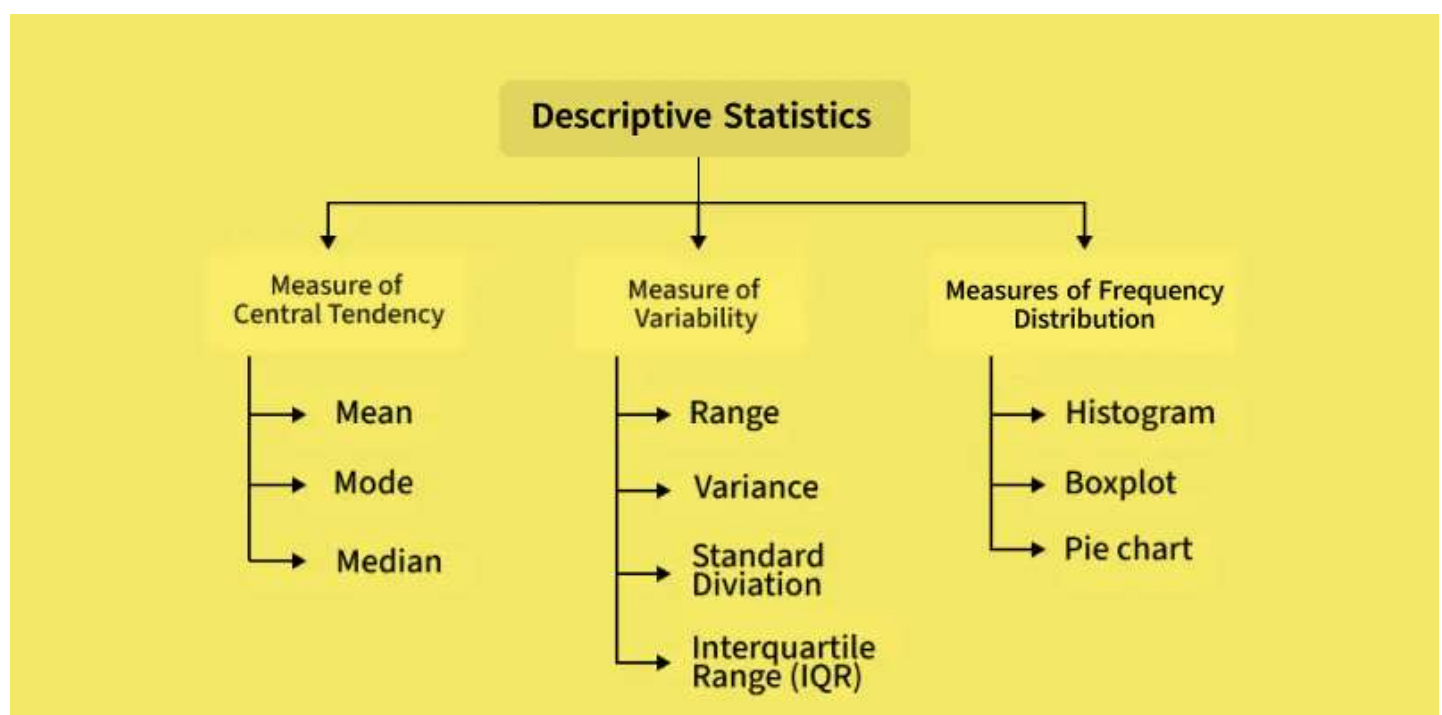 Descriptive Statistics
Measure of
Central Tendency
Mean
Mode
Median
Measure of
Variability
Range
Variance
Standard
Diviation
Interquartile
Range (IQR)
Measures of Frequency
Distribution
Histogram
Boxplot
Pie chart